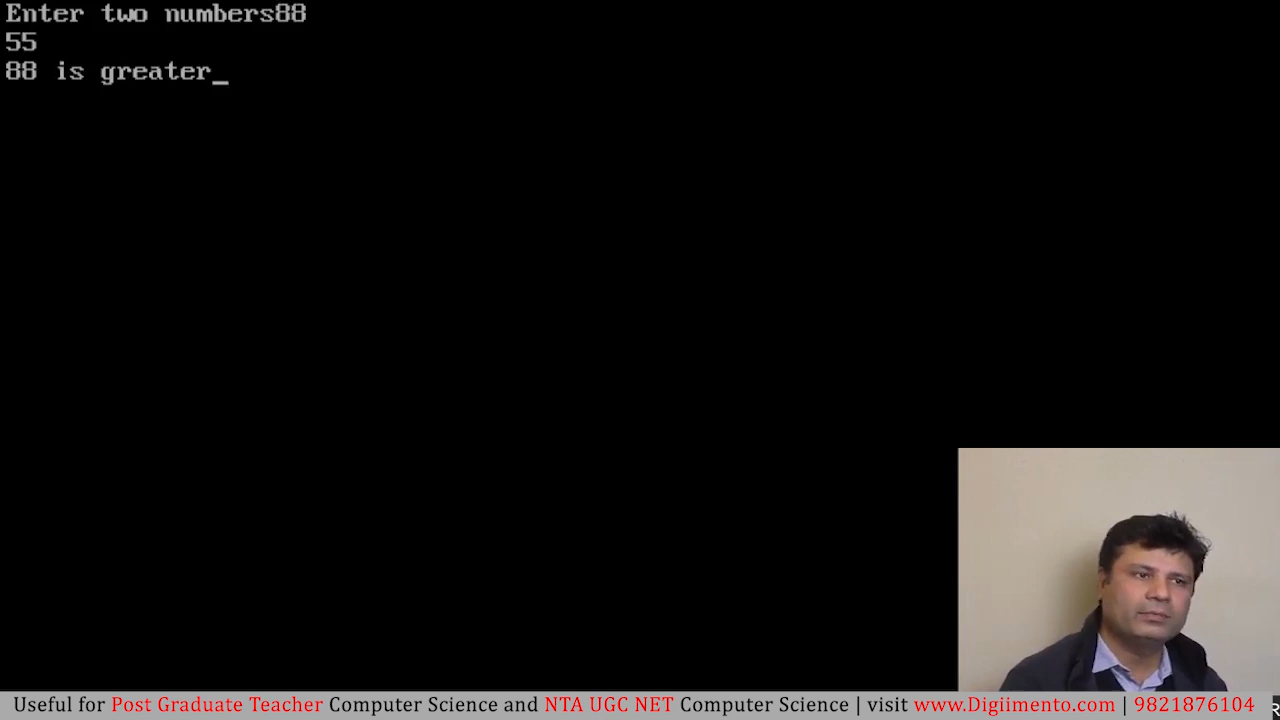 Enter two numbers88
55
88 is greater_
Useful for Post Graduate Teacher Computer Science and NTA UGC NET Computer Science | visit www.Digiimento.com | 9821876104